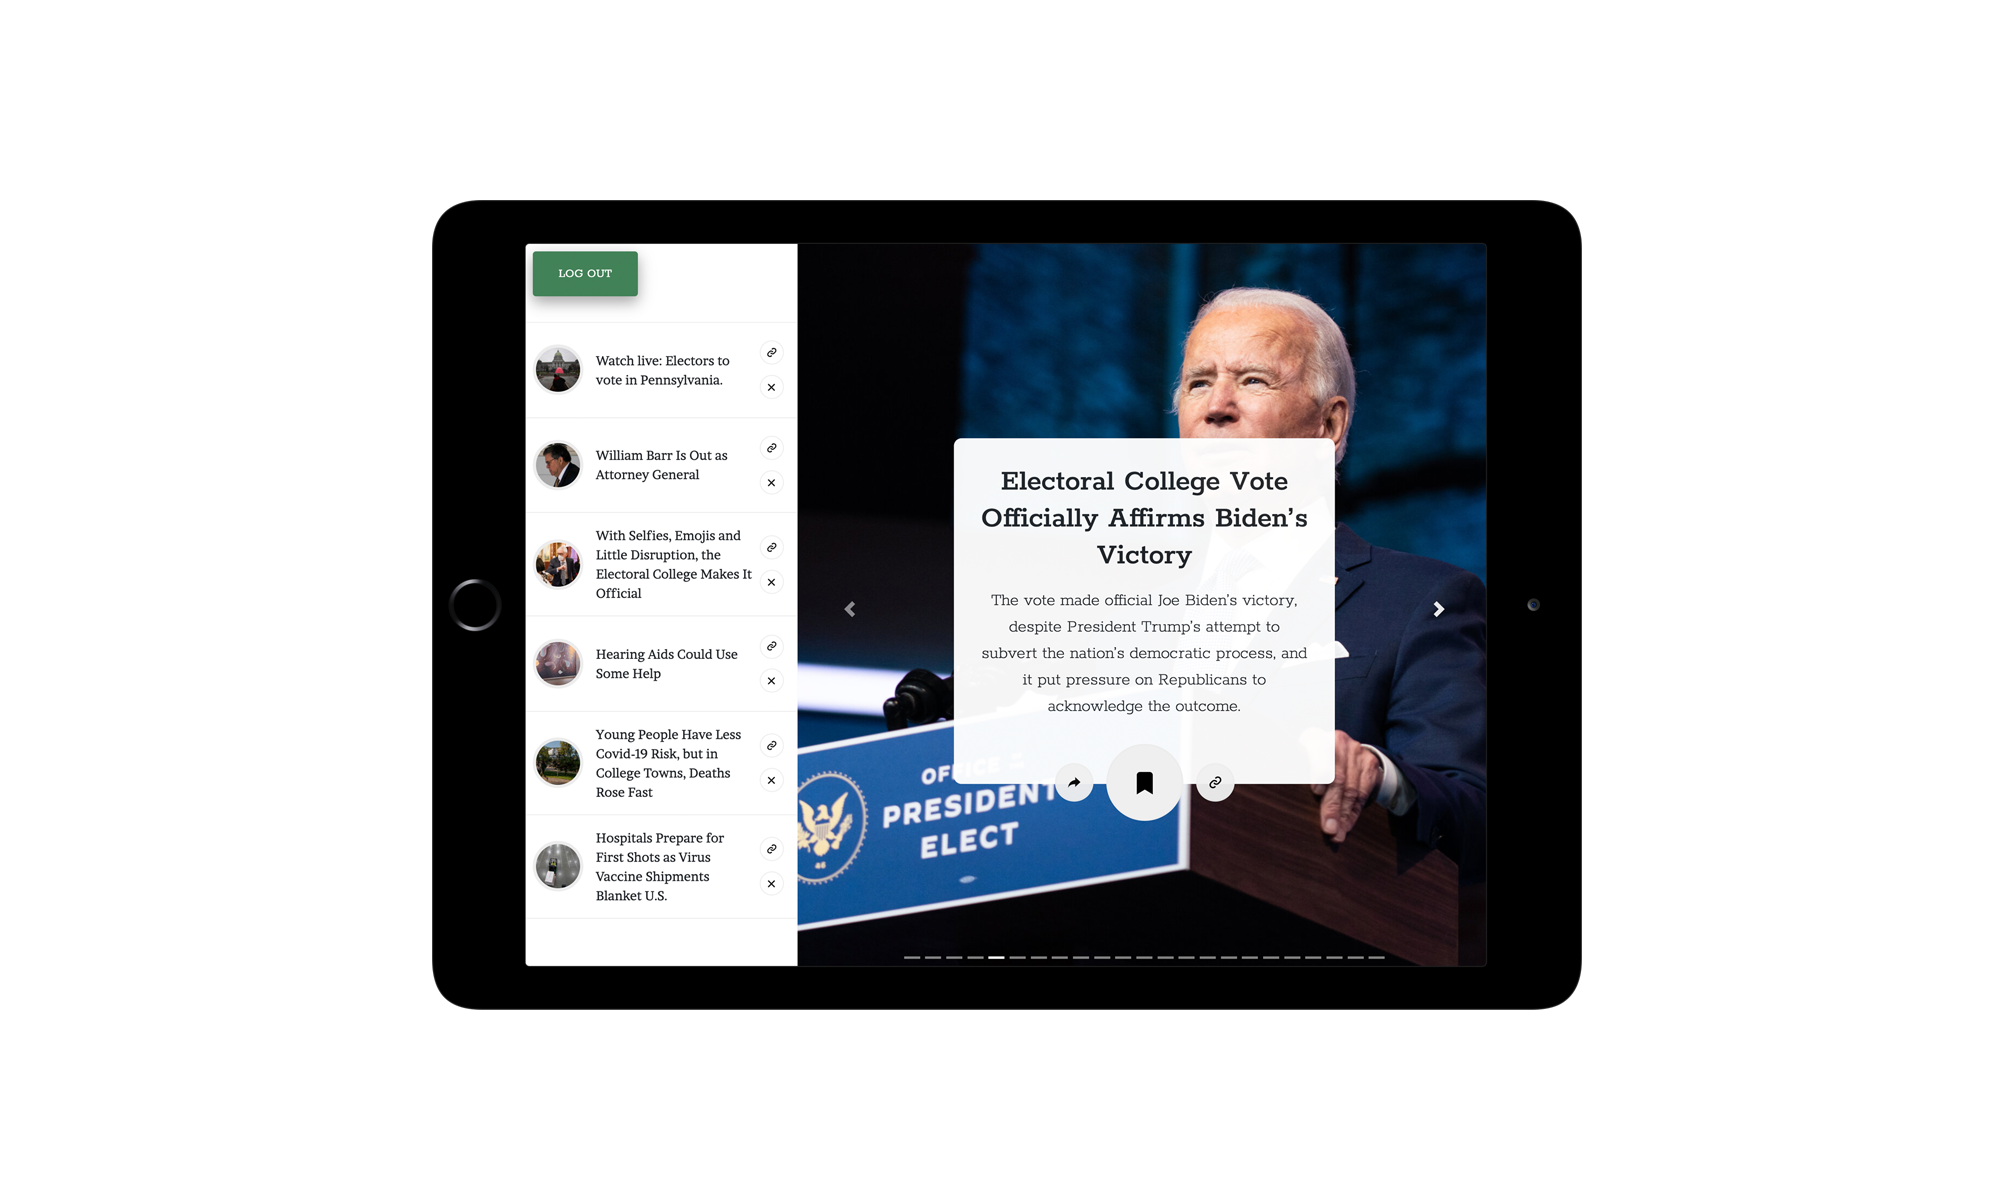 LOG OUT
Watch live: Electors to
vote in Pennsylvania.
William Barr Is Out as
Attorney General
With Selfies, Emojis and
Little Disruption, the
Electoral College Makes It
Official
Hearing Aids Could Use
Some Help
Young People Have Less
Covid-19 Risk, but in
College Towns, Deaths
Rose Fast
Hospitals Prepare for
First Shots as Virus
Vaccine Shipments
Blanket U.S.
Electoral College Vote
Officially Affirms Biden’s
Victory
The vote made official Joe Biden’s victory,
despite President Trump’s attempt to
subvert the nation’s democratic process, and
it put pressure on Republicans to
acknowledge the outcome.
OFFICE
PRESIDENT
ELECT
46